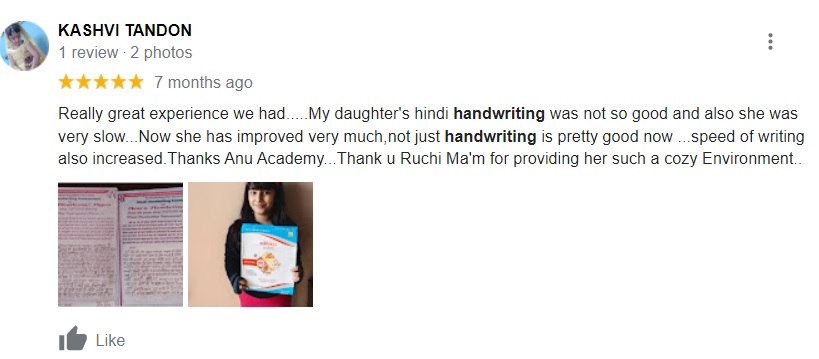 KASHVI TANDON
1 review · 2 photos
7 months ago
Really great experience we had.....My daughter's hindi handwriting was not so good and also she was
very slow...Now she has improved very much,not just handwriting is pretty good now ...speed of writing
also increased.Thanks Anu Academy...Thank u Ruchi Ma'm for providing her such a cozy Environment..
Like